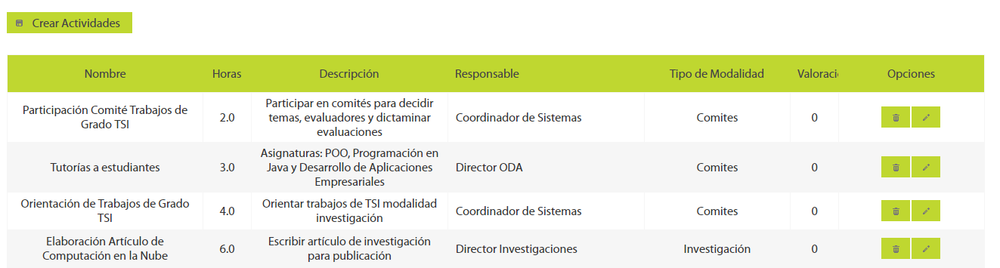 Crear Actividades
Nombre Horas Descripción Responsable Tipo de Modalidad Valoraci Opciones
Participación Comité Trabajos de
Grado TSI
2.0
Participar en comités para decidir
temas, evaluadores y dictaminar
evaluaciones
Coordinador de Sistemas
Comites
0
Tutorías a estudiantes
3.0
Asignaturas: POO, Programación en
Java y Desarrollo de Aplicaciones
Empresariales
Director ODA
Comites
0
Orientación de Trabajos de Grado
TSI
4.0
Orientar trabajos de TSI modalidad
investigación
Coordinador de Sistemas
Comites
0
Elaboración Artículo de
Computación en la Nube
6.0
Escribir artículo de investigación
para publicación
Director Investigaciones
Investigación
0